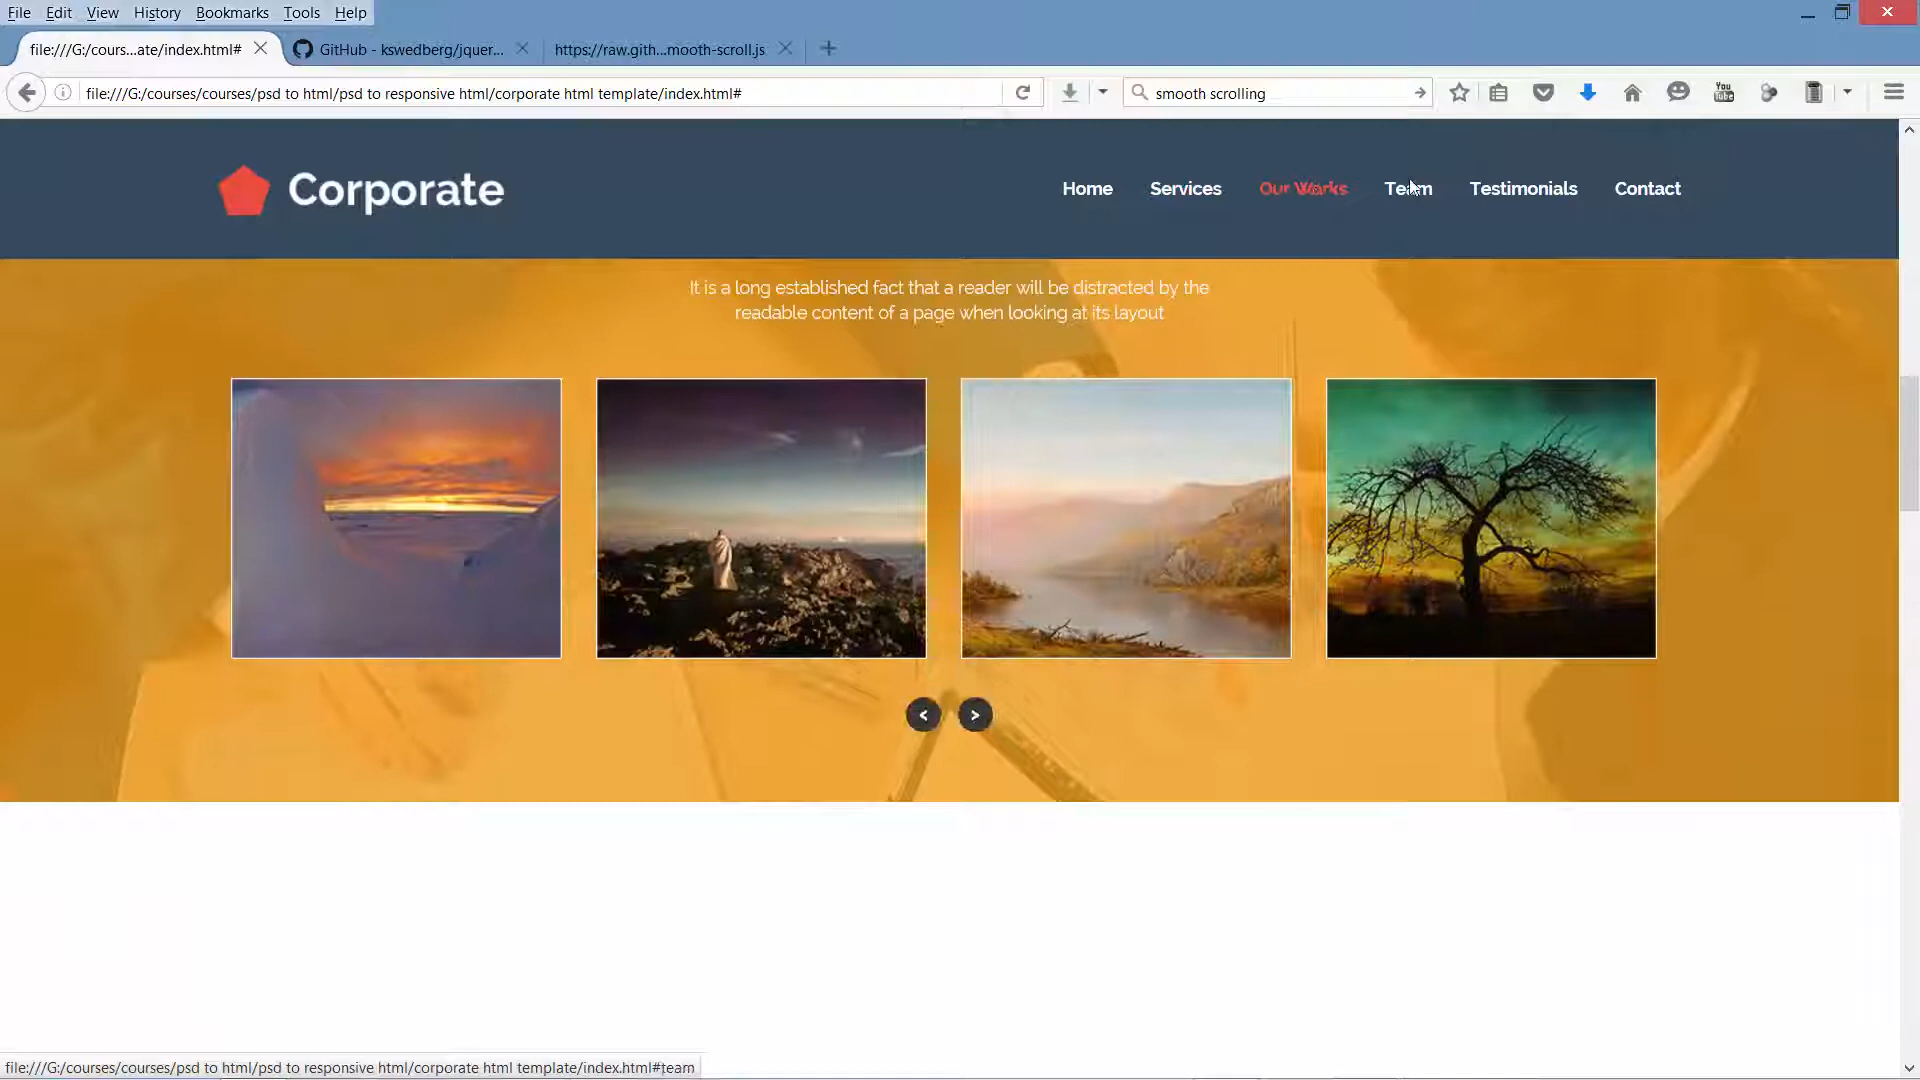 File Edit View History Bookmarks Tools Help
file:///G:/cours...ate/index.html#
GitHub - kswedberg/jquer...
https://raw.gith...mooth-scroll.js
file:///G:/courses/courses/psd to html/psd to responsive html/corporate html template/index.html#
smooth scrolling
You Tube
Corporate
Home Services Our Works Team Testimonials Contact
It is a long established fact that a reader will be distracted by the
readable content of a page when looking at its layout
< >
file:///G:/courses/courses/psd to html/psd to responsive html/corporate html template/index.html#team